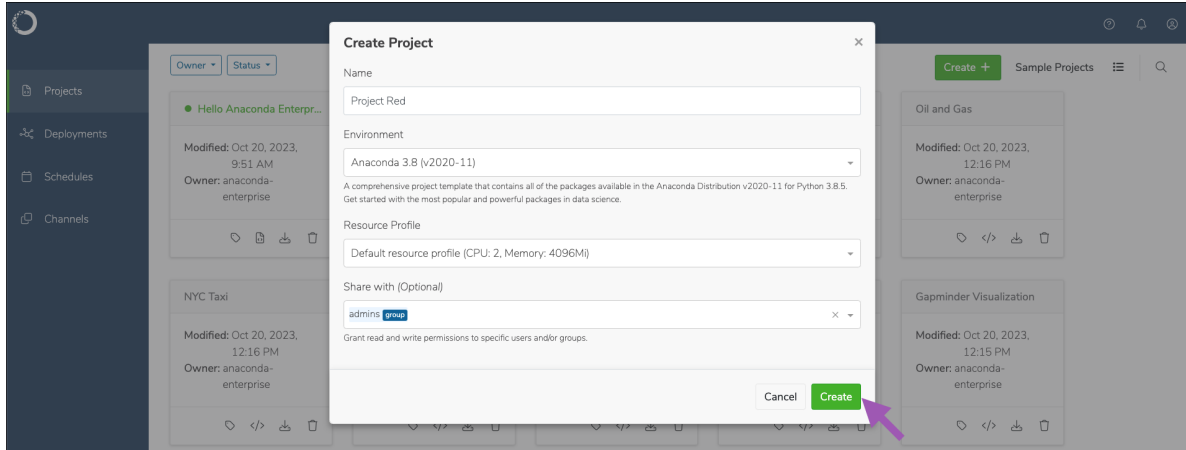 Create Project
×
Name
Project Red
Environment
Anaconda 3.8 (v2020-11)
A comprehensive project template that contains all of the packages available in the Anaconda Distribution v2020-11 for Python 3.8.5.
Get started with the most popular and powerful packages in data science.
Resource Profile
Default resource profile (CPU: 2, Memory: 4096Mi)
Share with (Optional)
admins group
Grant read and write permissions to specific users and/or groups.
Cancel
Create
Projects
Deployments
Schedules
Channels
Owner
Status
Create +
Sample Projects
Hello Anaconda Enterpr...
Modified: Oct 20, 2023,
9:51 AM
Owner: anaconda-
enterprise
Oil and Gas
Modified: Oct 20, 2023,
12:16 PM
Owner: anaconda-
enterprise
NYC Taxi
Modified: Oct 20, 2023,
12:16 PM
Owner: anaconda-
enterprise
Gapminder Visualization
Modified: Oct 20, 2023,
12:15 PM
Owner: anaconda-
enterprise